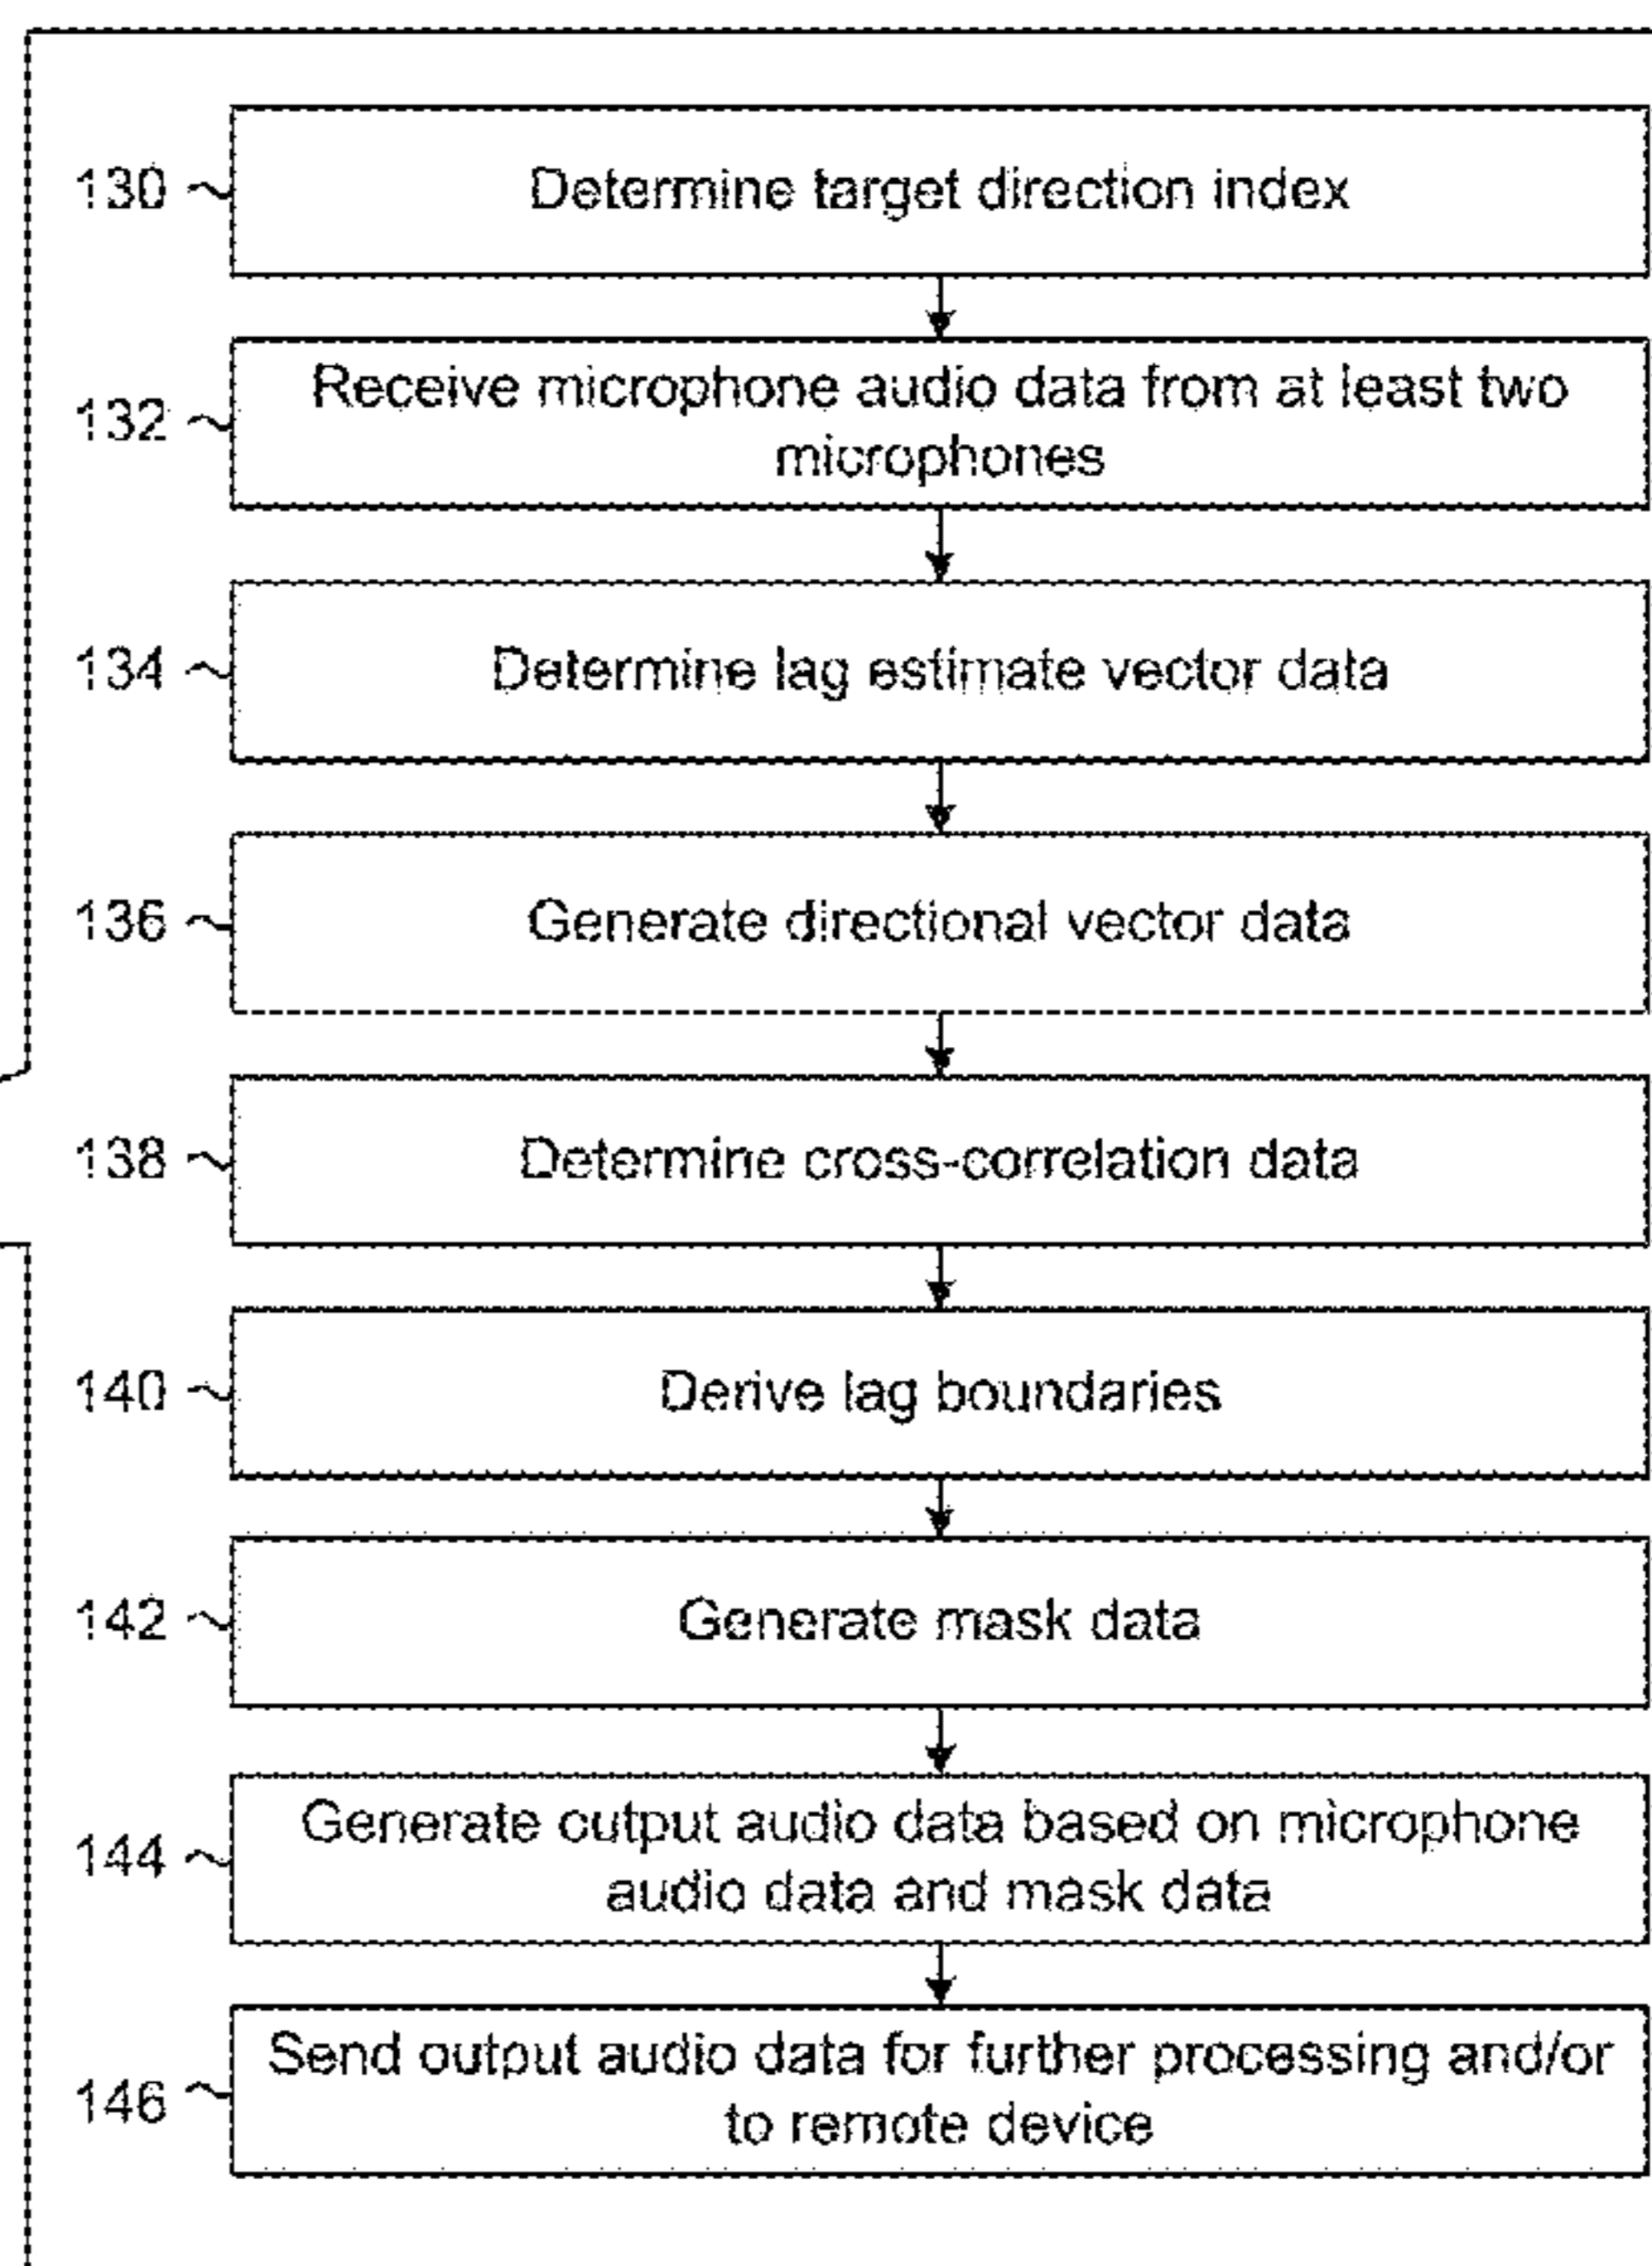 130
Determine target direction index
132
Receive microphone audio data from at least two
microphones
134
Determine lag estimate vector data
136
Generate directional vector data
138
Determine cross-correlation data
140
Derive lag boundaries
142
Generate mask data
144
Generate output audio data based on microphone
audio data and mask data
146
Send output audio data for further processing and/or
to remote device